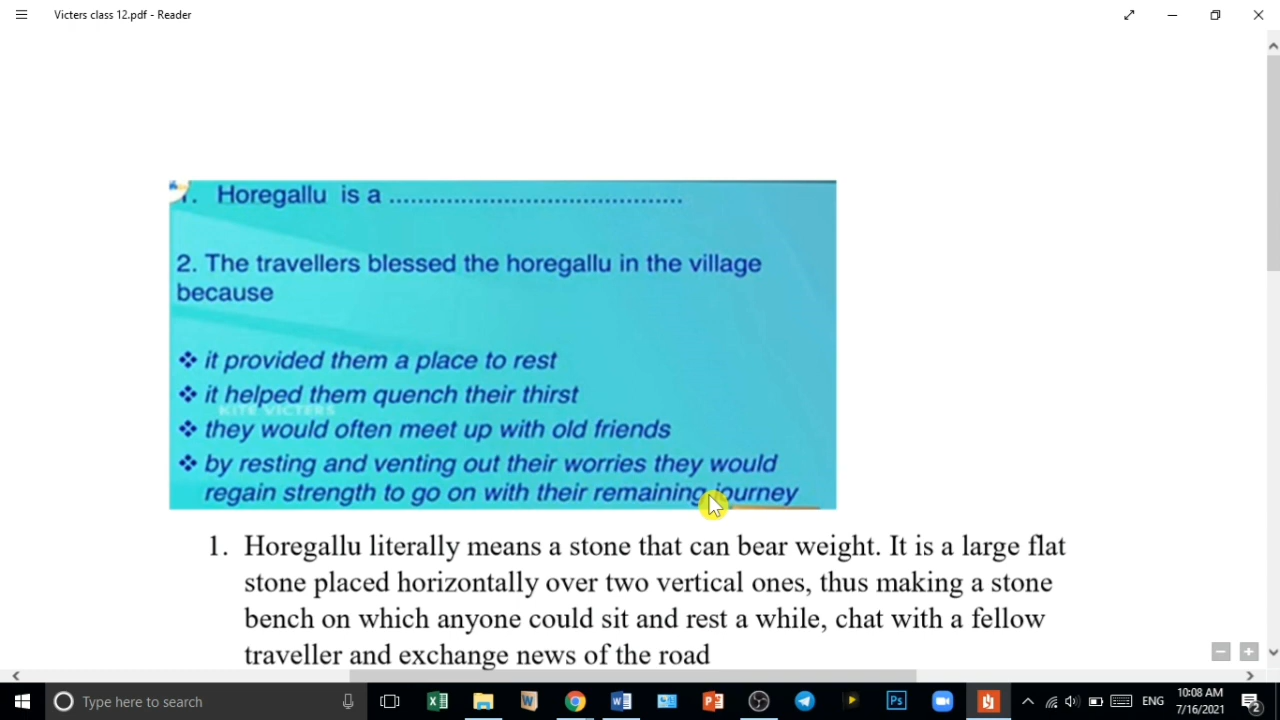 Victers class 12.pdf - Reader
1. Horegallu is a ..........................................
2. The travellers blessed the horegallu in the village
because
❖ it provided them a place to rest
❖ it helped them quench their thirst
KITE VICTERS
❖ they would often meet up with old friends
❖ by resting and venting out their worries they would
regain strength to go on with their remaining journey
1. Horegallu literally means a stone that can bear weight. It is a large flat
stone placed horizontally over two vertical ones, thus making a stone
bench on which anyone could sit and rest a while, chat with a fellow
traveller and exchange news of the road
Type here to search
ENG
10:08 AM
7/16/2021
2